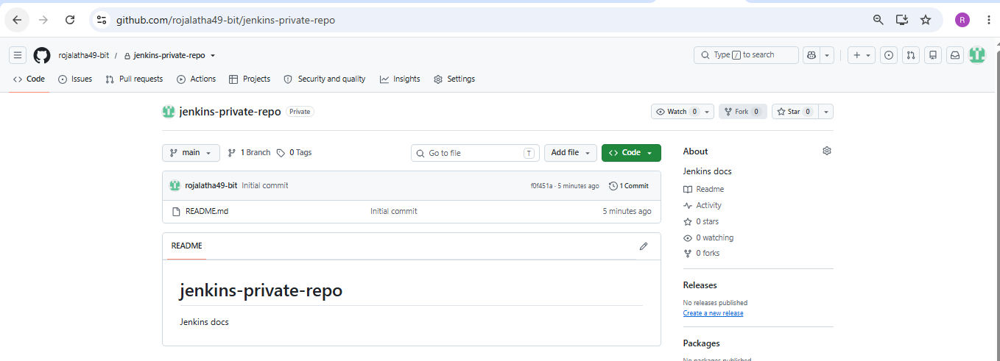 github.com/rojalatha49-bit/jenkins-private-repo
R
rojalatha49-bit / jenkins-private-repo
Type / to search
Code Issues Pull requests Actions Projects Security and quality Insights Settings
jenkins-private-repo Private
Watch 0 Fork 0 Star 0
main 1 Branch 0 Tags Go to file T Add file Code
rojalatha49-bit Initial commit f0f451a · 5 minutes ago 1 Commit
README.md Initial commit 5 minutes ago
README
jenkins-private-repo
Jenkins docs
About
Jenkins docs
Readme
Activity
0 stars
0 watching
0 forks
Releases
No releases published
Create a new release
Packages
No packages published